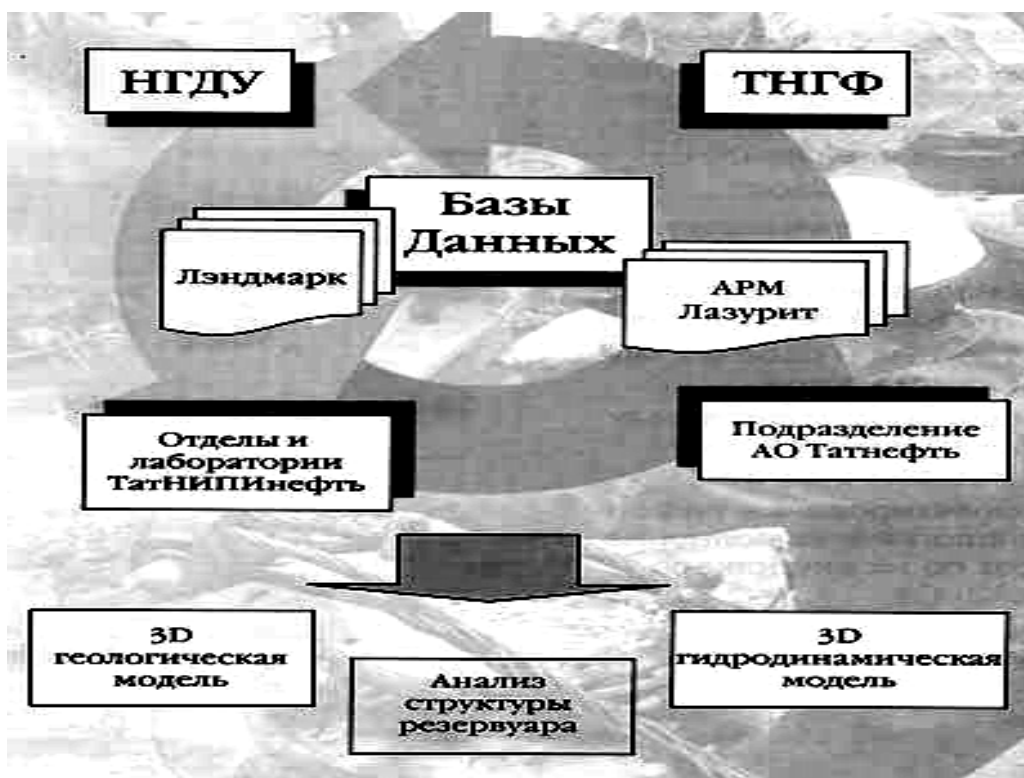 НГДУ
ТНГФ
Базы
Данных
Лэндмарк
АРМ
Лазурит
Отделы и
лаборатории
ТатНИПИнефть
Подразделение
АО Татнефть
3D
геологическая
модель
Анализ
структуры
резервуара
3D
гидродинамическая
модель